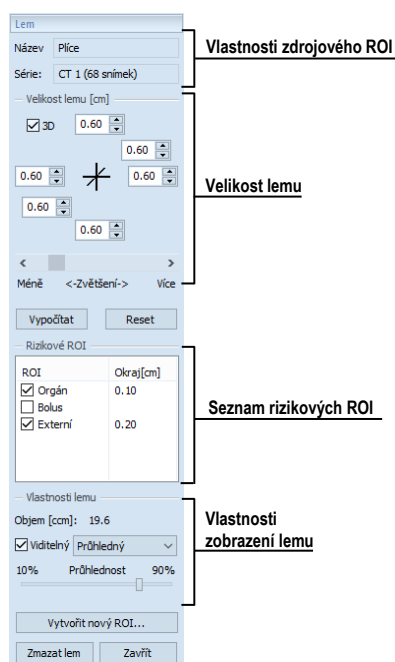 Lem
Název Plíce
Vlastnosti zdrojového ROI
Série: CT 1 (68 snímek)
Velikost lemu [cm]
3D 0.60
0.60
0.60 0.60
Velikost lemu
0.60
0.60
< >
Méně <-Zvětšení-> Více
Vypočítat Reset
Rizikové ROI
ROI Okraj[cm]
Orgán 0.10
Bolus
Seznam rizikových ROI
Externí 0.20
Vlastnosti lemu
Objem [ccm]: 19.6
Vlastnosti
zobrazení lemu
Viditelný Průhledný
10% Průhlednost 90%
Vytvořit nový ROI...
Zmazat lem Zavřít